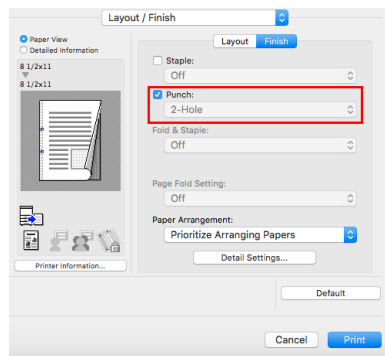 Layout / Finish
Paper View
Detailed Information
8 1/2x11
8 1/2x11
Printer Information...
Layout Finish
Staple:
Off
Punch:
2-Hole
Fold & Staple:
Off
Page Fold Setting:
Off
Paper Arrangement:
Prioritize Arranging Papers
Detail Settings...
Default
Cancel Print